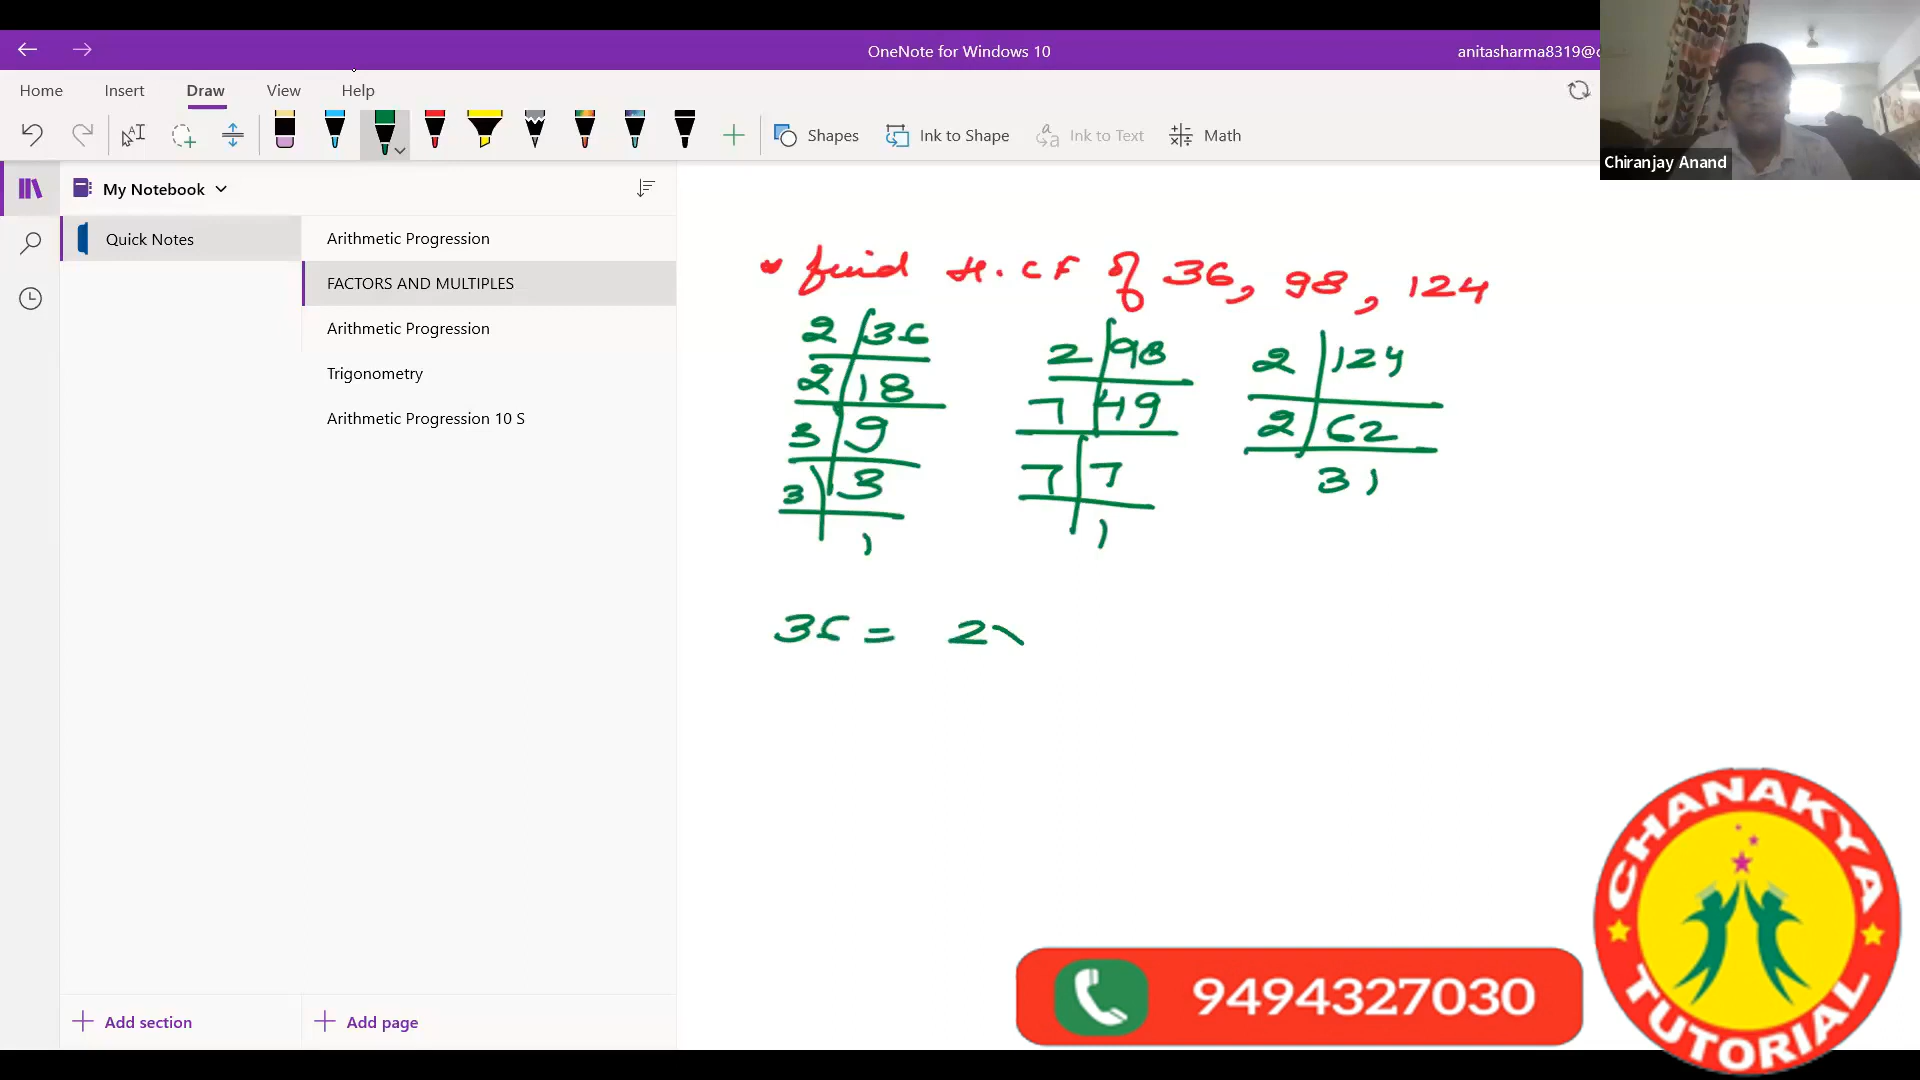 OneNote for Windows 10
anitasharma8319@
Home Insert Draw View Help
Shapes Ink to Shape Ink to Text Math
Chiranjay Anand
My Notebook
Quick Notes
Arithmetic Progression
FACTORS AND MULTIPLES
Arithmetic Progression
Trigonometry
Arithmetic Progression 10 S
find H.CF of 36, 98, 124
2 36 2 98 2 124
2 18 7 49 2 62
3 9 7 7 31
3 3 1
1
36 = 2
CHANAKYA
TUTORIAL
9494327030
Add section Add page